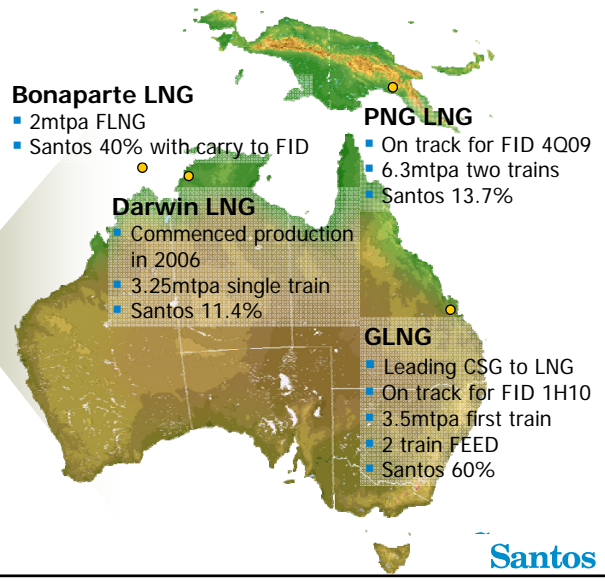 Bonaparte LNG
▪ 2mtpa FLNG
▪ Santos 40% with carry to FID
PNG LNG
▪ On track for FID 4Q09
▪ 6.3mtpa two trains
▪ Santos 13.7%
Darwin LNG
▪ Commenced production
in 2006
▪ 3.25mtpa single train
▪ Santos 11.4%
GLNG
▪ Leading CSG to LNG
▪ On track for FID 1H10
▪ 3.5mtpa first train
▪ 2 train FEED
▪ Santos 60%
Santos